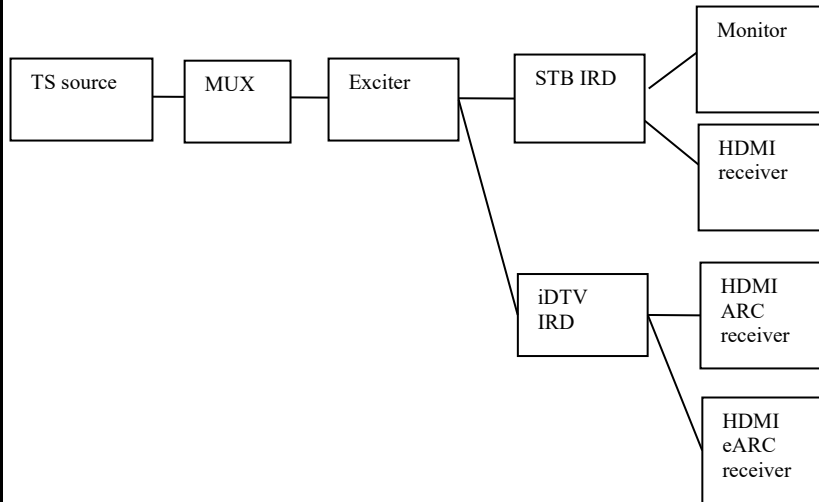 Monitor
TS source
MUX
Exciter
STB IRD
HDMI
receiver
iDTV
IRD
HDMI
ARC
receiver
HDMI
eARC
receiver